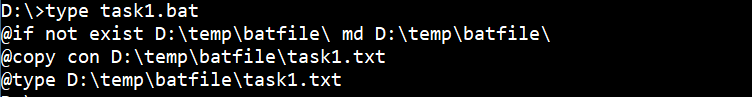 D:\>type task1.bat
@if not exist D:\temp\batfile\ md D:\temp\batfile\
@copy con D:\temp\batfile\task1.txt
@type D:\temp\batfile\task1.txt